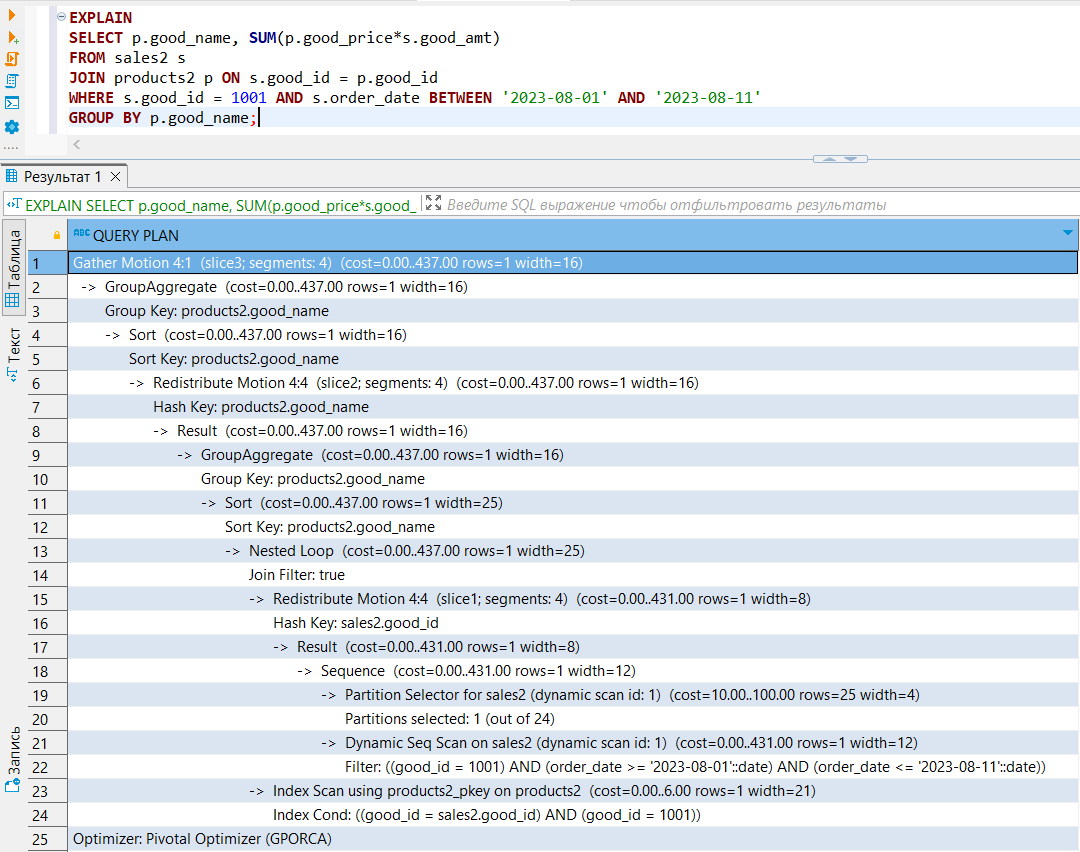 EXPLAIN
SELECT p.good_name, SUM(p.good_price*s.good_amt)
FROM sales2 s
JOIN products2 p ON s.good_id = p.good_id
WHERE s.good_id = 1001 AND s.order_date BETWEEN '2023-08-01' AND '2023-08-11'
GROUP BY p.good_name;
Результат 1
EXPLAIN SELECT p.good_name, SUM(p.good_price*s.good_ Введите SQL выражение чтобы отфильтровать результаты
Таблица
Текст
Запись
ABC QUERY PLAN
1 Gather Motion 4:1 (slice3; segments: 4) (cost=0.00..437.00 rows=1 width=16)
2 -> GroupAggregate (cost=0.00..437.00 rows=1 width=16)
3 Group Key: products2.good_name
4 -> Sort (cost=0.00..437.00 rows=1 width=16)
5 Sort Key: products2.good_name
6 -> Redistribute Motion 4:4 (slice2; segments: 4) (cost=0.00..437.00 rows=1 width=16)
7 Hash Key: products2.good_name
8 -> Result (cost=0.00..437.00 rows=1 width=16)
9 -> GroupAggregate (cost=0.00..437.00 rows=1 width=16)
10 Group Key: products2.good_name
11 -> Sort (cost=0.00..437.00 rows=1 width=25)
12 Sort Key: products2.good_name
13 -> Nested Loop (cost=0.00..437.00 rows=1 width=25)
14 Join Filter: true
15 -> Redistribute Motion 4:4 (slice1; segments: 4) (cost=0.00..431.00 rows=1 width=8)
16 Hash Key: sales2.good_id
17 -> Result (cost=0.00..431.00 rows=1 width=8)
18 -> Sequence (cost=0.00..431.00 rows=1 width=12)
19 -> Partition Selector for sales2 (dynamic scan id: 1) (cost=10.00..100.00 rows=25 width=4)
20 Partitions selected: 1 (out of 24)
21 -> Dynamic Seq Scan on sales2 (dynamic scan id: 1) (cost=0.00..431.00 rows=1 width=12)
22 Filter: ((good_id = 1001) AND (order_date >= '2023-08-01'::date) AND (order_date <= '2023-08-11'::date))
23 -> Index Scan using products2_pkey on products2 (cost=0.00..6.00 rows=1 width=21)
24 Index Cond: ((good_id = sales2.good_id) AND (good_id = 1001))
25 Optimizer: Pivotal Optimizer (GPORCA)